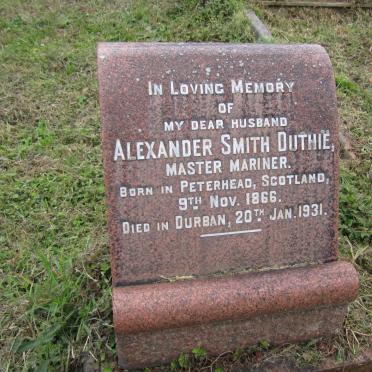 IN LOVING MEMORY
OF
MY DEAR HUSBAND
ALEXANDER SMITH DUTHIE,
MASTER MARINER.
BORN IN PETERHEAD, SCOTLAND,
9TH NOV. 1866.
DIED IN DURBAN, 20TH JAN. 1931.